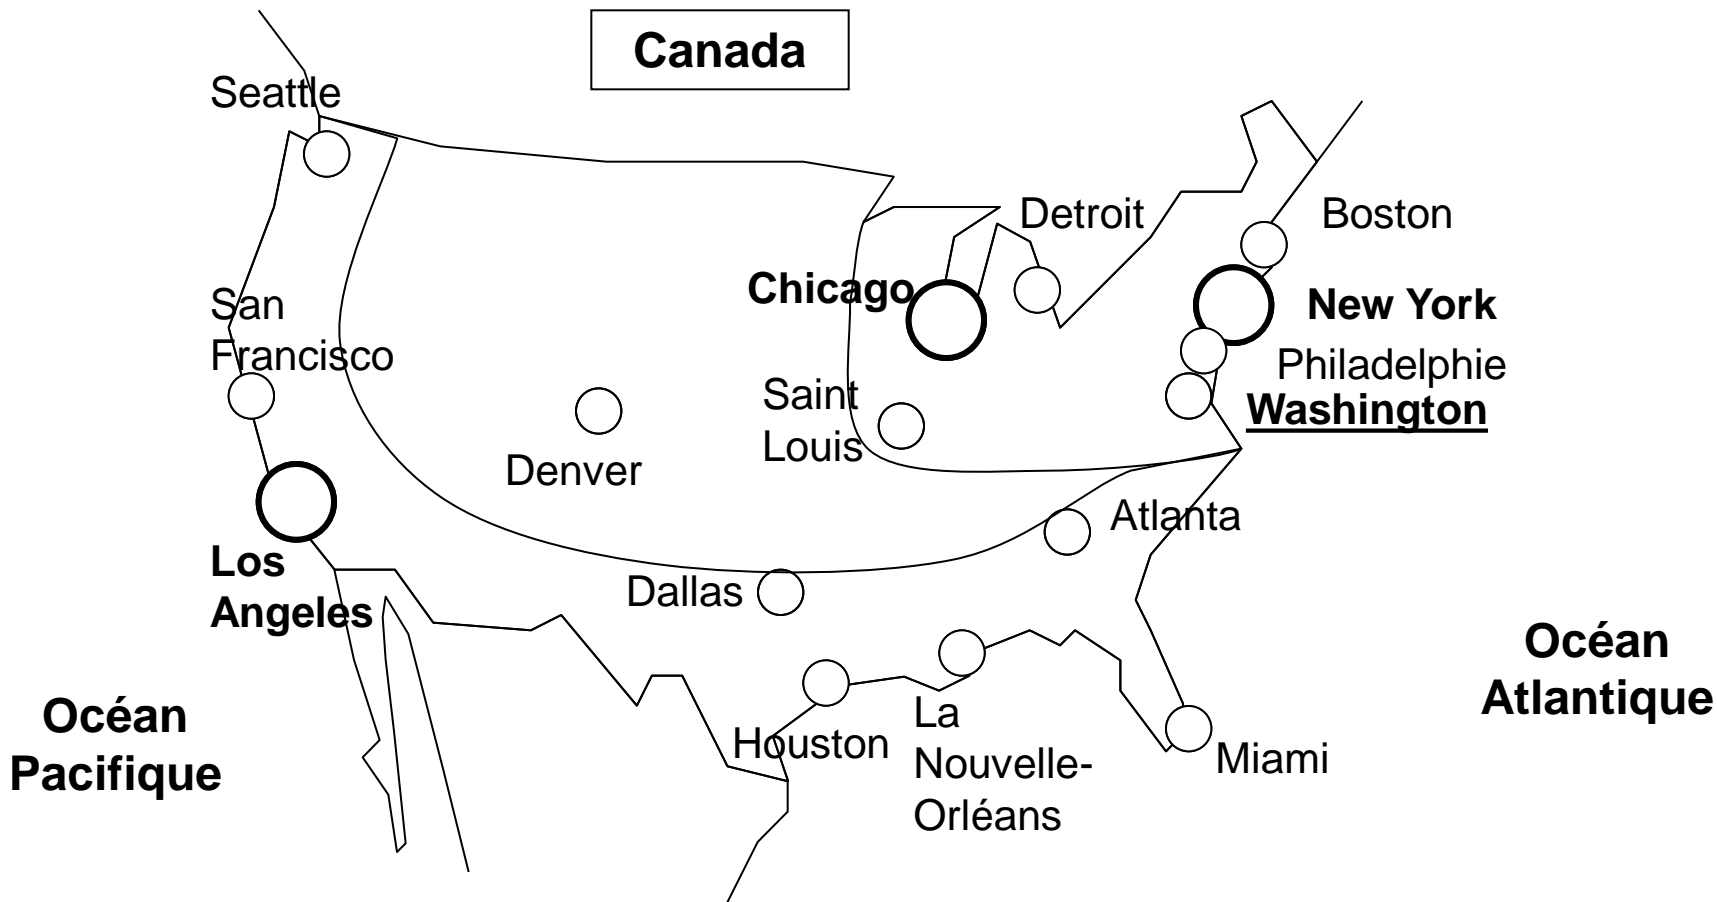 Canada
Seattle
Detroit
Boston
Chicago
San
Francisco
New York
Philadelphie
Washington
Saint
Louis
Denver
Atlanta
Los
Angeles
Dallas
Océan
Atlantique
Océan
Pacifique
Houston
La
Nouvelle-
Orléans
Miami